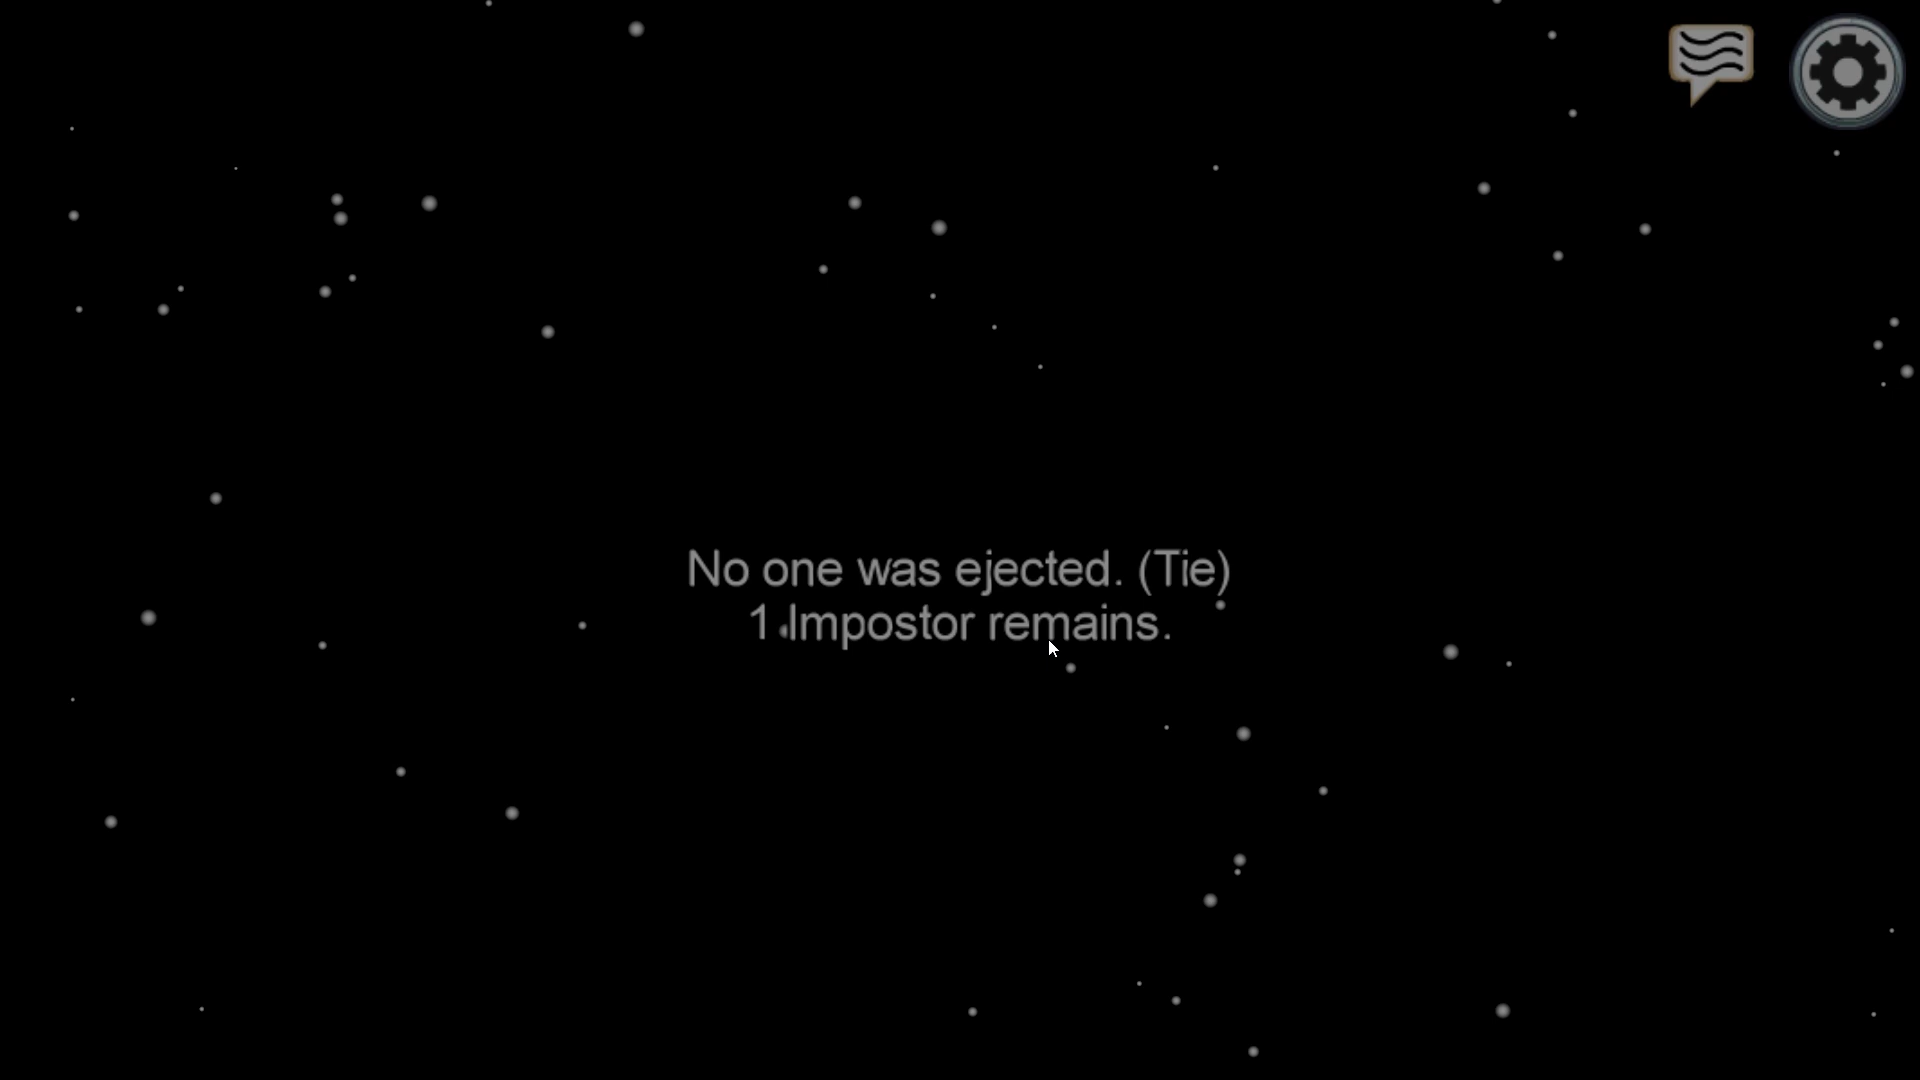 No one was ejected. (Tie)
1 Impostor remains.